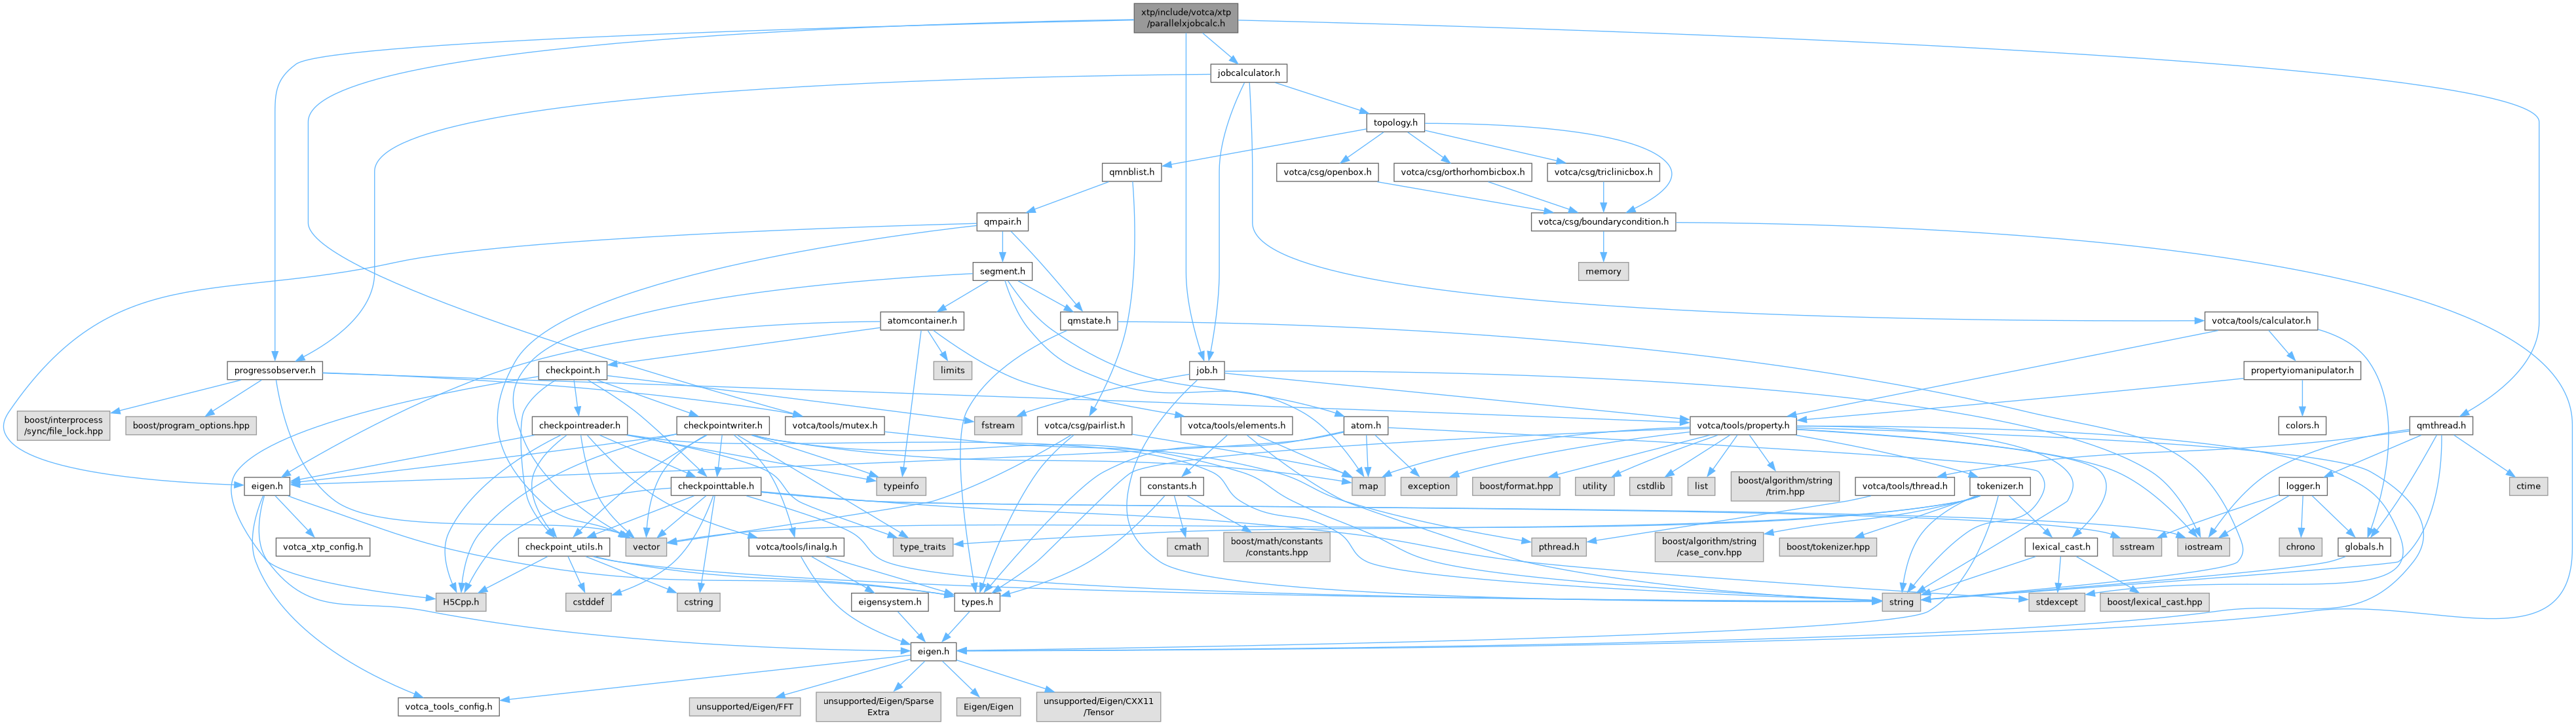 xtp/include/votca/xtp
/parallelxjobcalc.h
jobcalculator.h
topology.h
qmnblist.h
votca/csg/openbox.h
votca/csg/orthorhombicbox.h
votca/csg/triclinicbox.h
qmpair.h
votca/csg/boundarycondition.h
segment.h
memory
atomcontainer.h
qmstate.h
votca/tools/calculator.h
progressobserver.h
checkpoint.h
limits
job.h
propertyiomanipulator.h
boost/interprocess
/sync/file_lock.hpp
boost/program_options.hpp
checkpointreader.h
checkpointwriter.h
votca/tools/mutex.h
fstream
votca/csg/pairlist.h
votca/tools/elements.h
atom.h
votca/tools/property.h
colors.h
qmthread.h
eigen.h
checkpointtable.h
typeinfo
constants.h
map
exception
boost/format.hpp
utility
cstdlib
list
boost/algorithm/string
/trim.hpp
votca/tools/thread.h
tokenizer.h
logger.h
ctime
votca_xtp_config.h
checkpoint_utils.h
vector
votca/tools/linalg.h
type_traits
cmath
boost/math/constants
/constants.hpp
pthread.h
boost/algorithm/string
/case_conv.hpp
boost/tokenizer.hpp
lexical_cast.h
sstream
iostream
chrono
globals.h
H5Cpp.h
cstddef
cstring
eigensystem.h
types.h
string
stdexcept
boost/lexical_cast.hpp
eigen.h
votca_tools_config.h
unsupported/Eigen/FFT
unsupported/Eigen/Sparse
Extra
Eigen/Eigen
unsupported/Eigen/CXX11
/Tensor